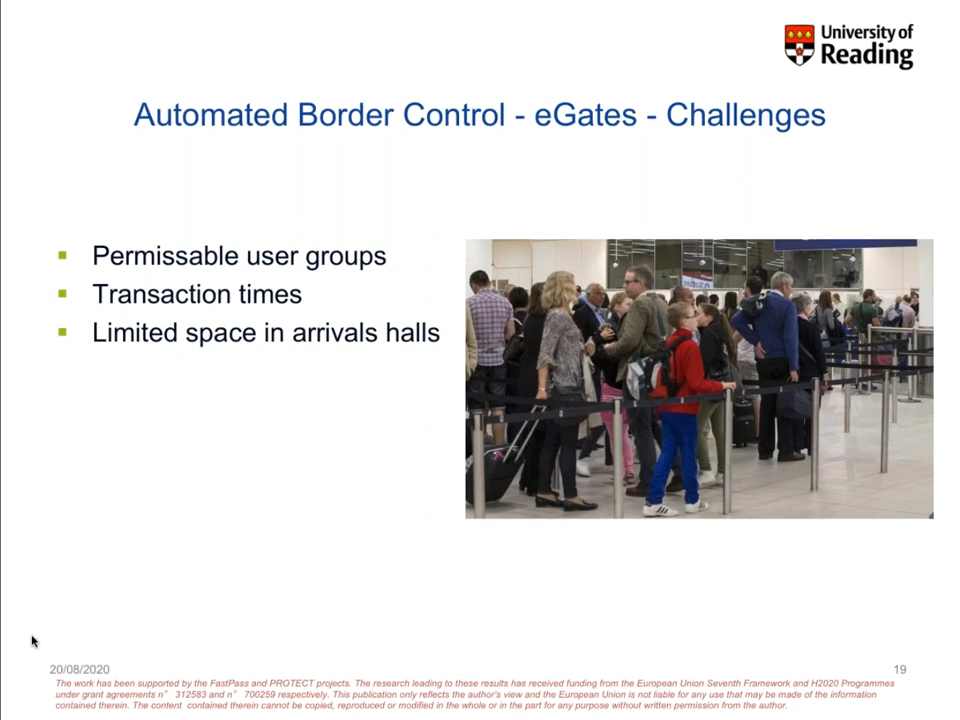 University of
Reading
Automated Border Control - eGates - Challenges
▪ Permissable user groups
▪ Transaction times
▪ Limited space in arrivals halls
20/08/2020
19
The work has been supported by the FastPass and PROTECT projects. The research leading to these results has received funding from the European Union Seventh Framework and H2020 Programmes
under grant agreements n° 312583 and n° 700259 respectively. This publication only reflects the author's view and the European Union is not liable for any use that may be made of the information
contained therein. The content contained therein cannot be copied, reproduced or modified in the whole or in the part for any purpose without written permission from the author.